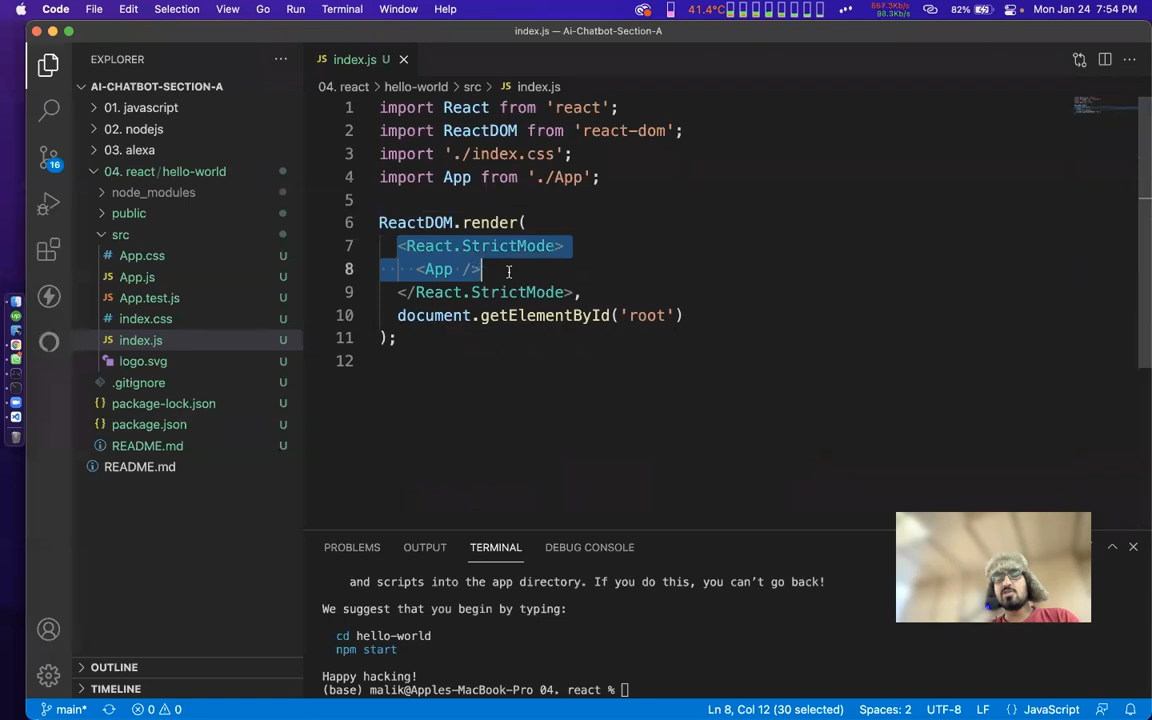 Code File Edit Selection View Go Run Terminal Window Help 41.4°C 867.3Kb/s 98.3Kb/s 82% Mon Jan 24 7:54 PM
index.js — Ai-Chatbot-Section-A
EXPLORER
AI-CHATBOT-SECTION-A
01. javascript
02. nodejs
03. alexa
04. react / hello-world
node_modules
public
src
# App.css U
JS App.js U
JS App.test.js U
# index.css U
JS index.js U
logo.svg U
.gitignore U
{} package-lock.json U
{} package.json U
README.md U
README.md
OUTLINE
TIMELINE
16
JS index.js U
04. react > hello-world > src > JS index.js
1 import React from 'react';
2 import ReactDOM from 'react-dom';
3 import './index.css';
4 import App from './App';
5
6 ReactDOM.render(
7 <React.StrictMode>
8 <App />
9 </React.StrictMode>,
10 document.getElementById('root')
11 );
12
PROBLEMS OUTPUT TERMINAL DEBUG CONSOLE
and scripts into the app directory. If you do this, you can’t go back!
We suggest that you begin by typing:
cd hello-world
npm start
Happy hacking!
(base) malik@Apples-MacBook-Pro 04. react %
main* 0 0 Ln 8, Col 12 (30 selected) Spaces: 2 UTF-8 LF {} JavaScript